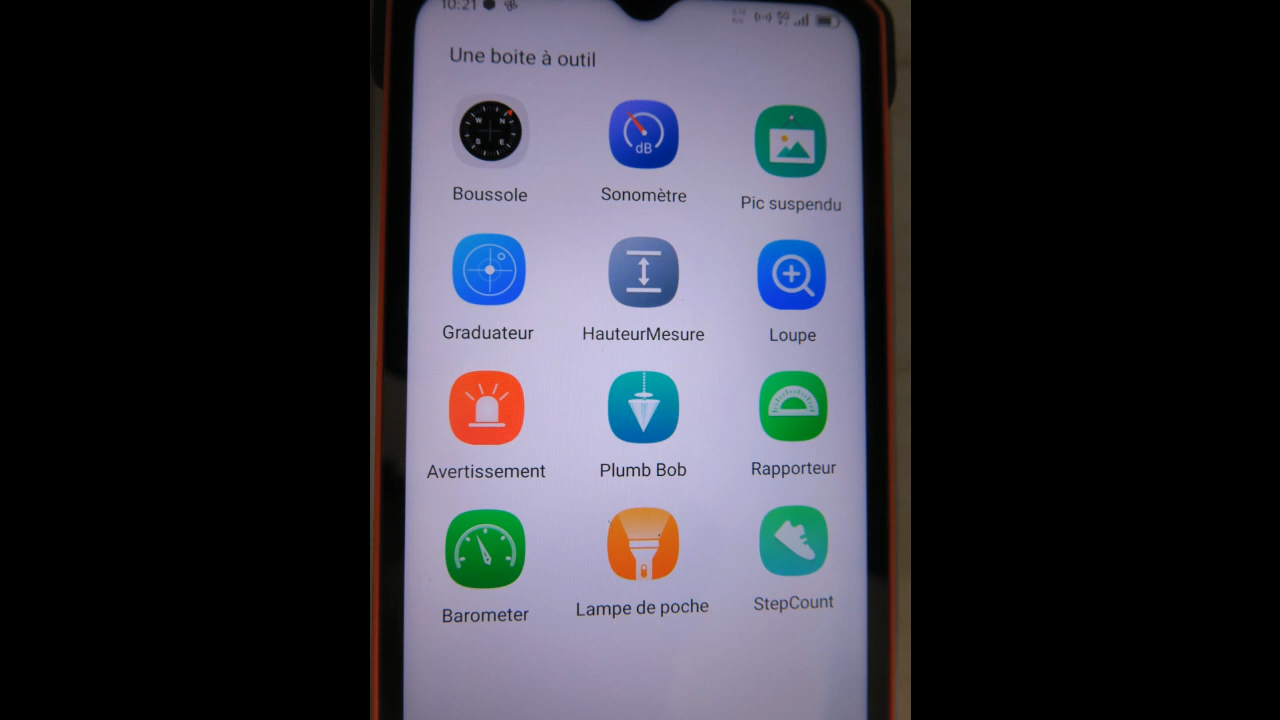 10:21
Une boite à outil
W N
S E
dB
Boussole Sonomètre Pic suspendu
Graduateur HauteurMesure Loupe
Avertissement Plumb Bob Rapporteur
Barometer Lampe de poche StepCount